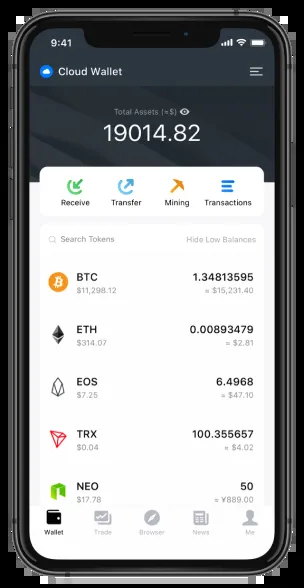 9:41
Cloud Wallet
Total Assets (≈$)
19014.82
Receive Transfer Mining Transactions
Search Tokens Hide Low Balances
BTC 1.34813595
$11,298.12 ≈ $15,231.40
ETH 0.00893479
$314.07 ≈ $2.81
EOS 6.4968
$7.25 ≈ $47.10
TRX 100.355657
$0.04 ≈ $4.02
NEO 50
$17.78 ≈ ¥889.00
Wallet Trade Browser News Me